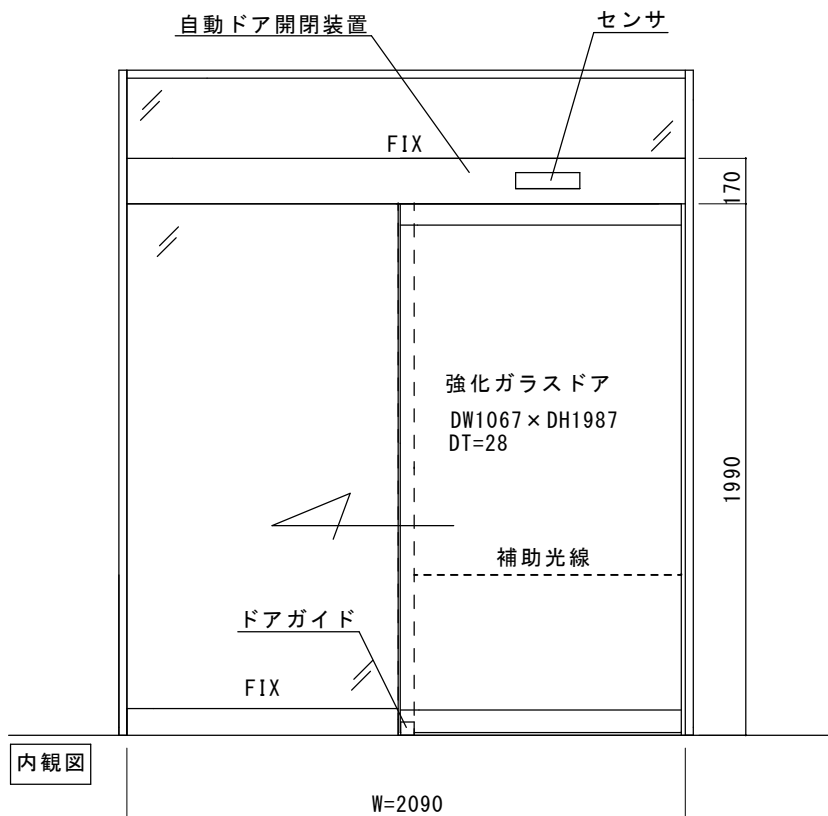 自動ドア開閉装置
センサ
FIX
170
強化ガラスドア
DW1067×DH1987
DT=28
1990
補助光線
ドアガイド
FIX
内観図
W=2090